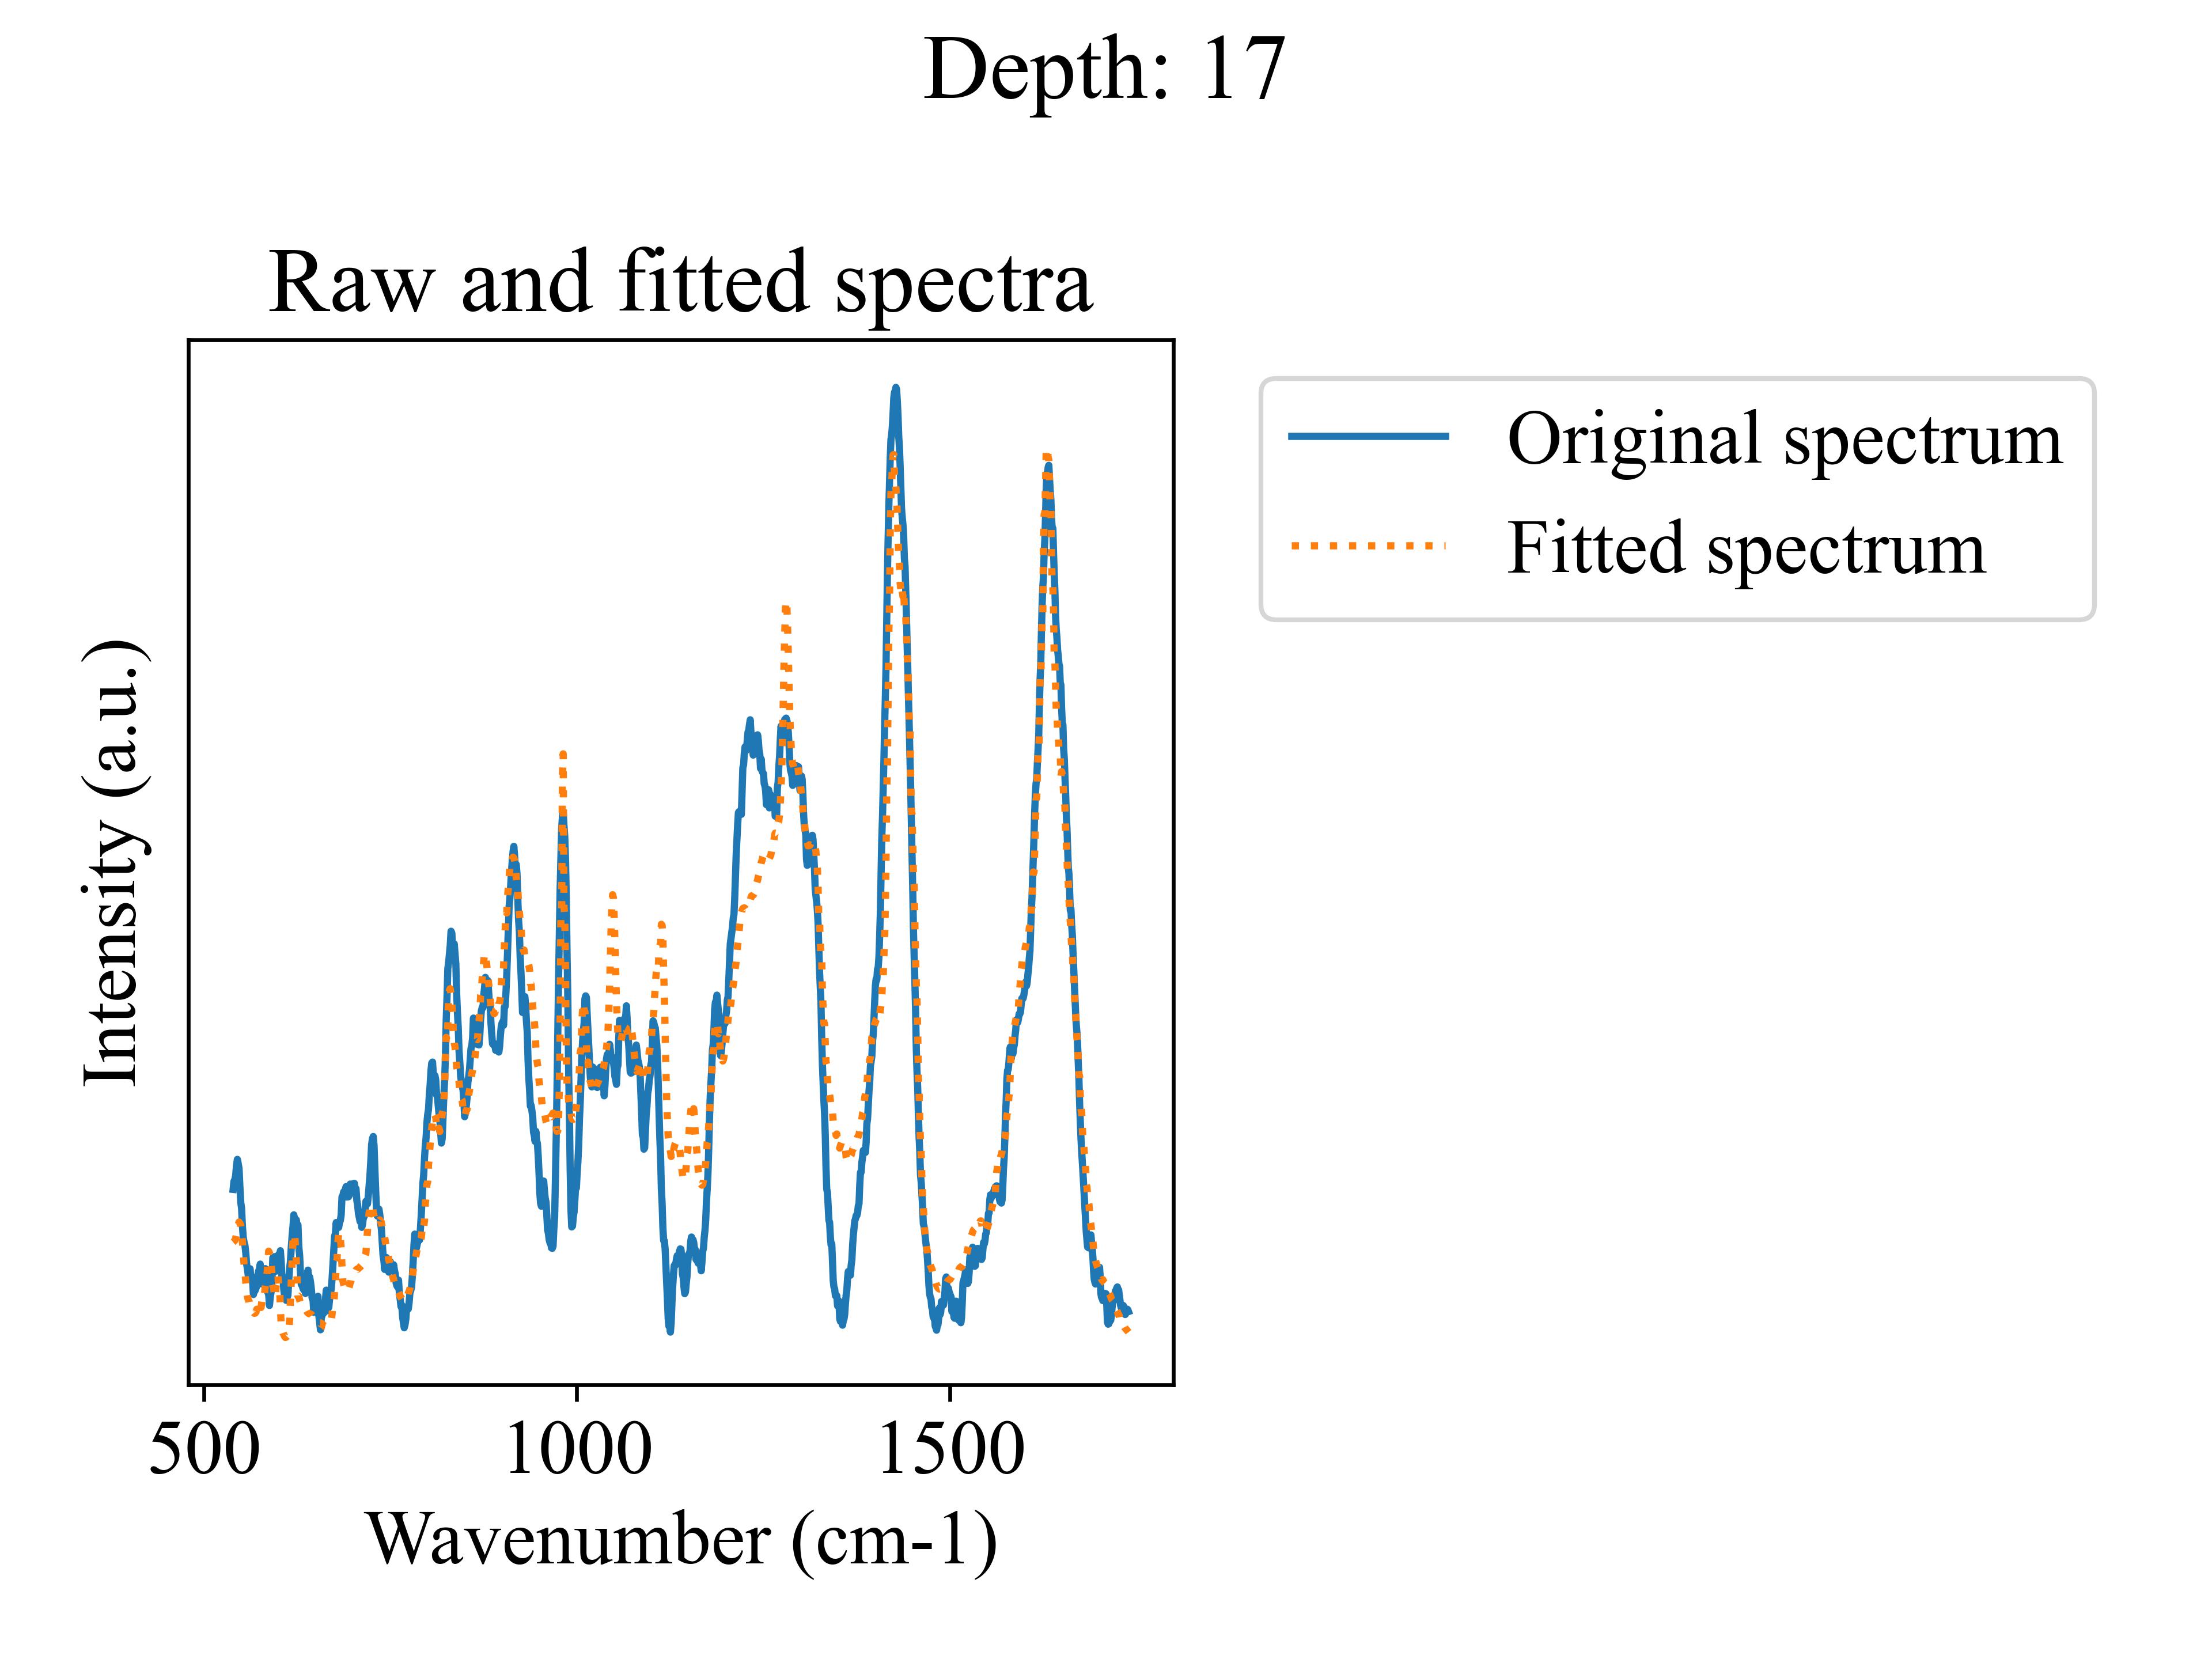 Depth: 17
Raw and fitted spectra
Original spectrum
Fitted spectrum
Intensity (a.u.)
500 1000 1500
Wavenumber (cm-1)